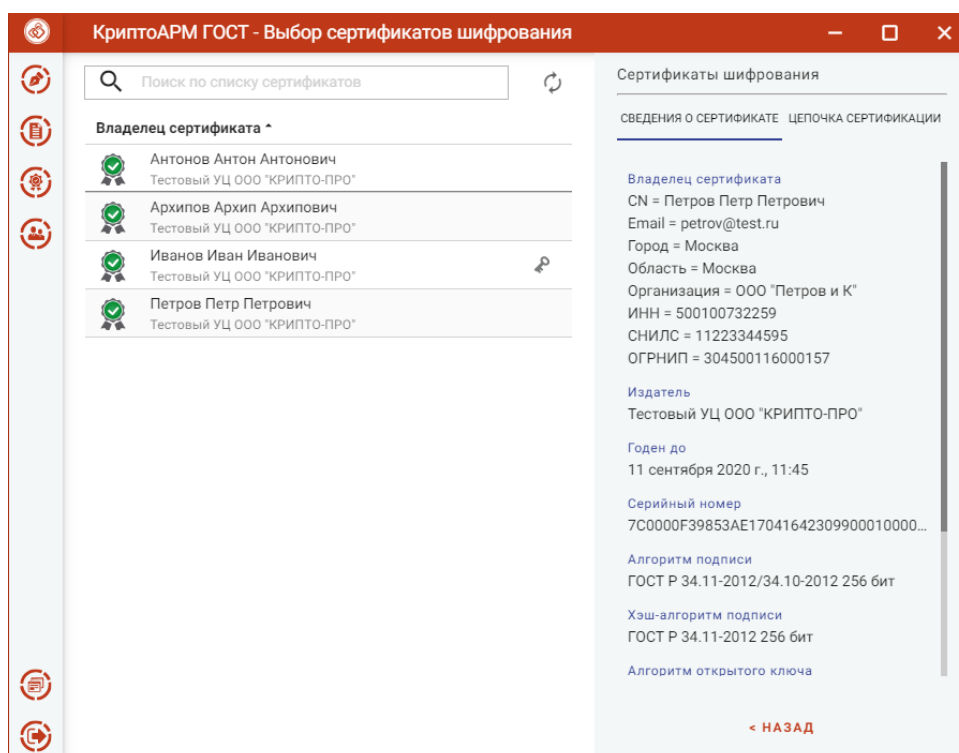 КриптоАРМ ГОСТ - Выбор сертификатов шифрования
Поиск по списку сертификатов
Владелец сертификата
Антонов Антон Антонович
Тестовый УЦ ООО "КРИПТО-ПРО"
Архипов Архип Архипович
Тестовый УЦ ООО "КРИПТО-ПРО"
Иванов Иван Иванович
Тестовый УЦ ООО "КРИПТО-ПРО"
Петров Петр Петрович
Тестовый УЦ ООО "КРИПТО-ПРО"
Сертификаты шифрования
СВЕДЕНИЯ О СЕРТИФИКАТЕ ЦЕПОЧКА СЕРТИФИКАЦИИ
Владелец сертификата
CN = Петров Петр Петрович
Email = petrov@test.ru
Город = Москва
Область = Москва
Организация = ООО "Петров и К"
ИНН = 500100732259
СНИЛС = 11223344595
ОГРНИП = 304500116000157
Издатель
Тестовый УЦ ООО "КРИПТО-ПРО"
Годен до
11 сентября 2020 г., 11:45
Серийный номер
7C0000F39853AE17041642309900010000...
Алгоритм подписи
ГОСТ Р 34.11-2012/34.10-2012 256 бит
Хэш-алгоритм подписи
ГОСТ Р 34.11-2012 256 бит
Алгоритм открытого ключа
< НАЗАД